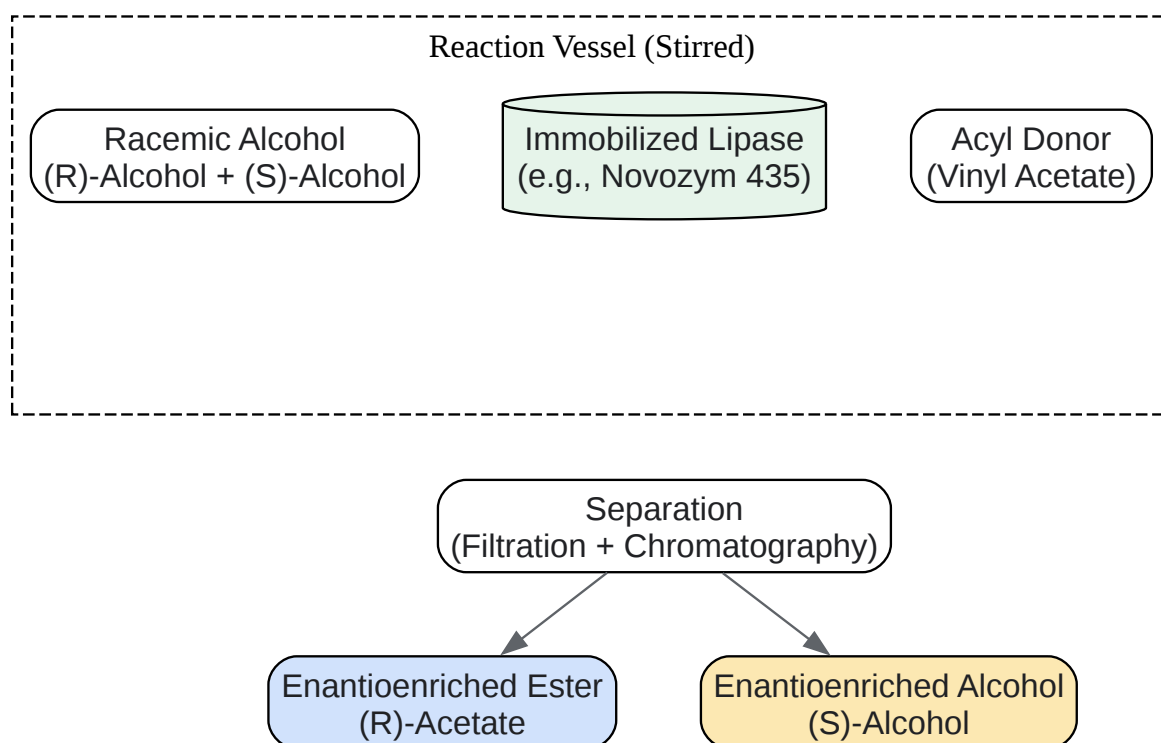 Reaction Vessel (Stirred)
Racemic Alcohol
(R)-Alcohol + (S)-Alcohol
Immobilized Lipase
(e.g., Novozym 435)
Acyl Donor
(Vinyl Acetate)
Separation
(Filtration + Chromatography)
Enantioenriched Ester
(R)-Acetate
Enantioenriched Alcohol
(S)-Alcohol